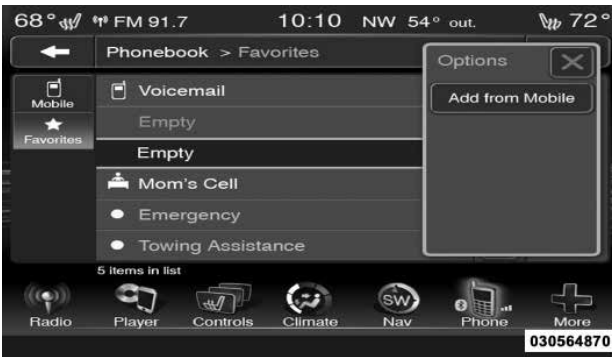 68° FM 91.7 10:10 NW 54° out. 72°
Phonebook > Favorites
Options
Mobile
Voicemail
Add from Mobile
Favorites
Empty
Empty
Mom's Cell
Emergency
Towing Assistance
5 items in list
SW
Radio Player Controls Climate Nav Phone More
030564870